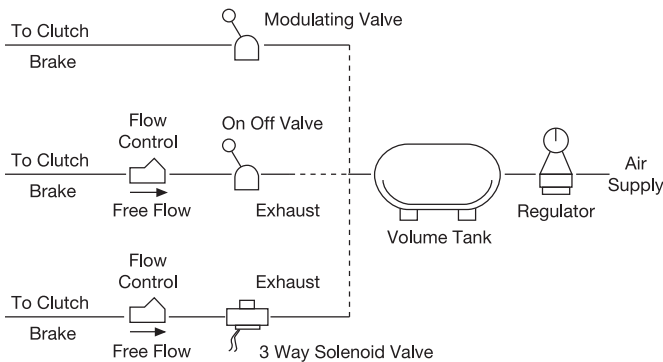 To Clutch
Brake
Modulating Valve
To Clutch
Brake
Flow
Control
Free Flow
On Off Valve
Exhaust
Volume Tank
Regulator
Air
Supply
To Clutch
Brake
Flow
Control
Free Flow
Exhaust
3 Way Solenoid Valve